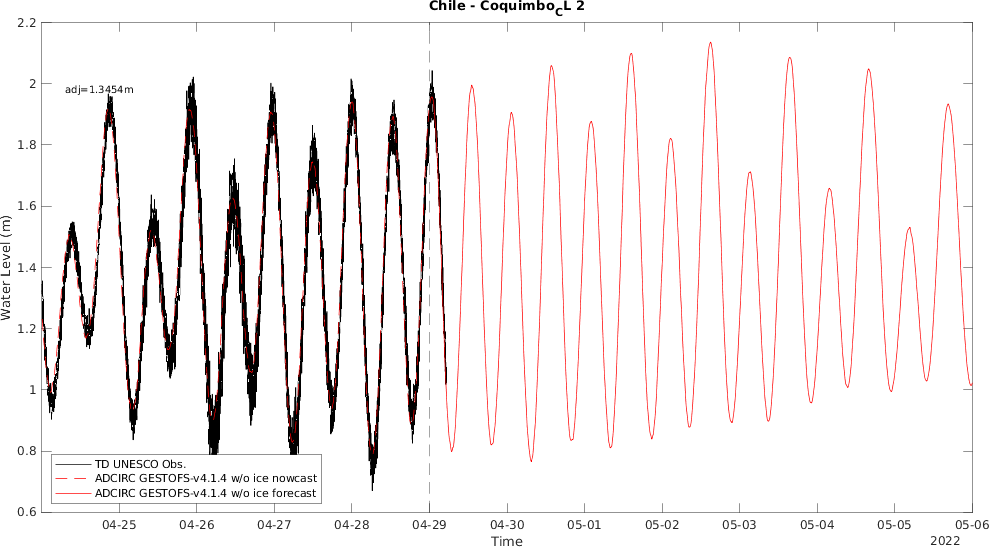 Chile - Coquimbo_CL 2
2.2
adj=1.3454m
2
1.8
1.6
1.4
1.2
1
0.8
0.6
Water Level (m)
TD UNESCO Obs.
ADCIRC GESTOFS-v4.1.4 w/o ice nowcast
ADCIRC GESTOFS-v4.1.4 w/o ice forecast
04-25 04-26 04-27 04-28 04-29 04-30 05-01 05-02 05-03 05-04 05-05 05-06
Time
2022